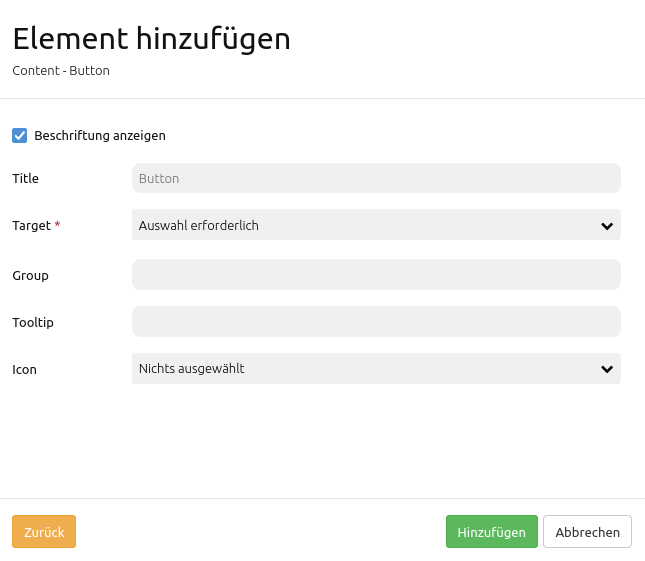 Element hinzufügen
Content - Button
Beschriftung anzeigen
Title Button
Target * Auswahl erforderlich
Group
Tooltip
Icon Nichts ausgewählt
Zurück Hinzufügen Abbrechen